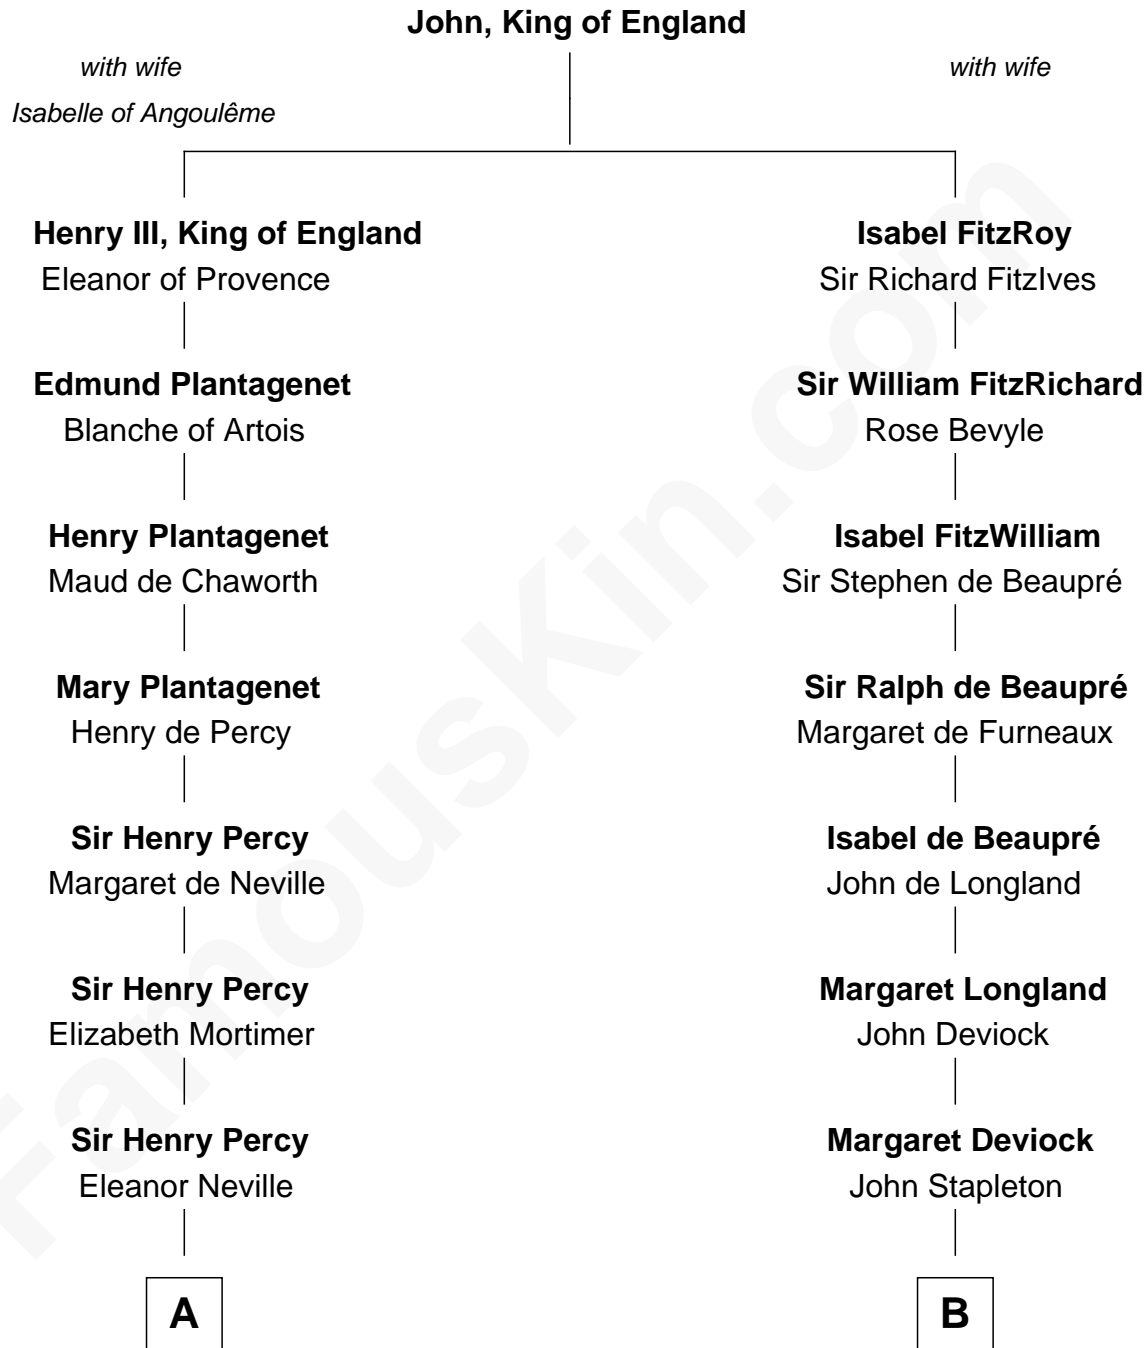 John, King of England
with wife
Isabelle of Angoulême
with wife
Henry III, King of England
Eleanor of Provence
Edmund Plantagenet
Blanche of Artois
Henry Plantagenet
Maud de Chaworth
Mary Plantagenet
Henry de Percy
Sir Henry Percy
Margaret de Neville
Sir Henry Percy
Elizabeth Mortimer
Sir Henry Percy
Eleanor Neville
A
Isabel FitzRoy
Sir Richard FitzIves
Sir William FitzRichard
Rose Bevyle
Isabel FitzWilliam
Sir Stephen de Beaupré
Sir Ralph de Beaupré
Margaret de Furneaux
Isabel de Beaupré
John de Longland
Margaret Longland
John Deviock
Margaret Deviock
John Stapleton
B
FamousKin.com